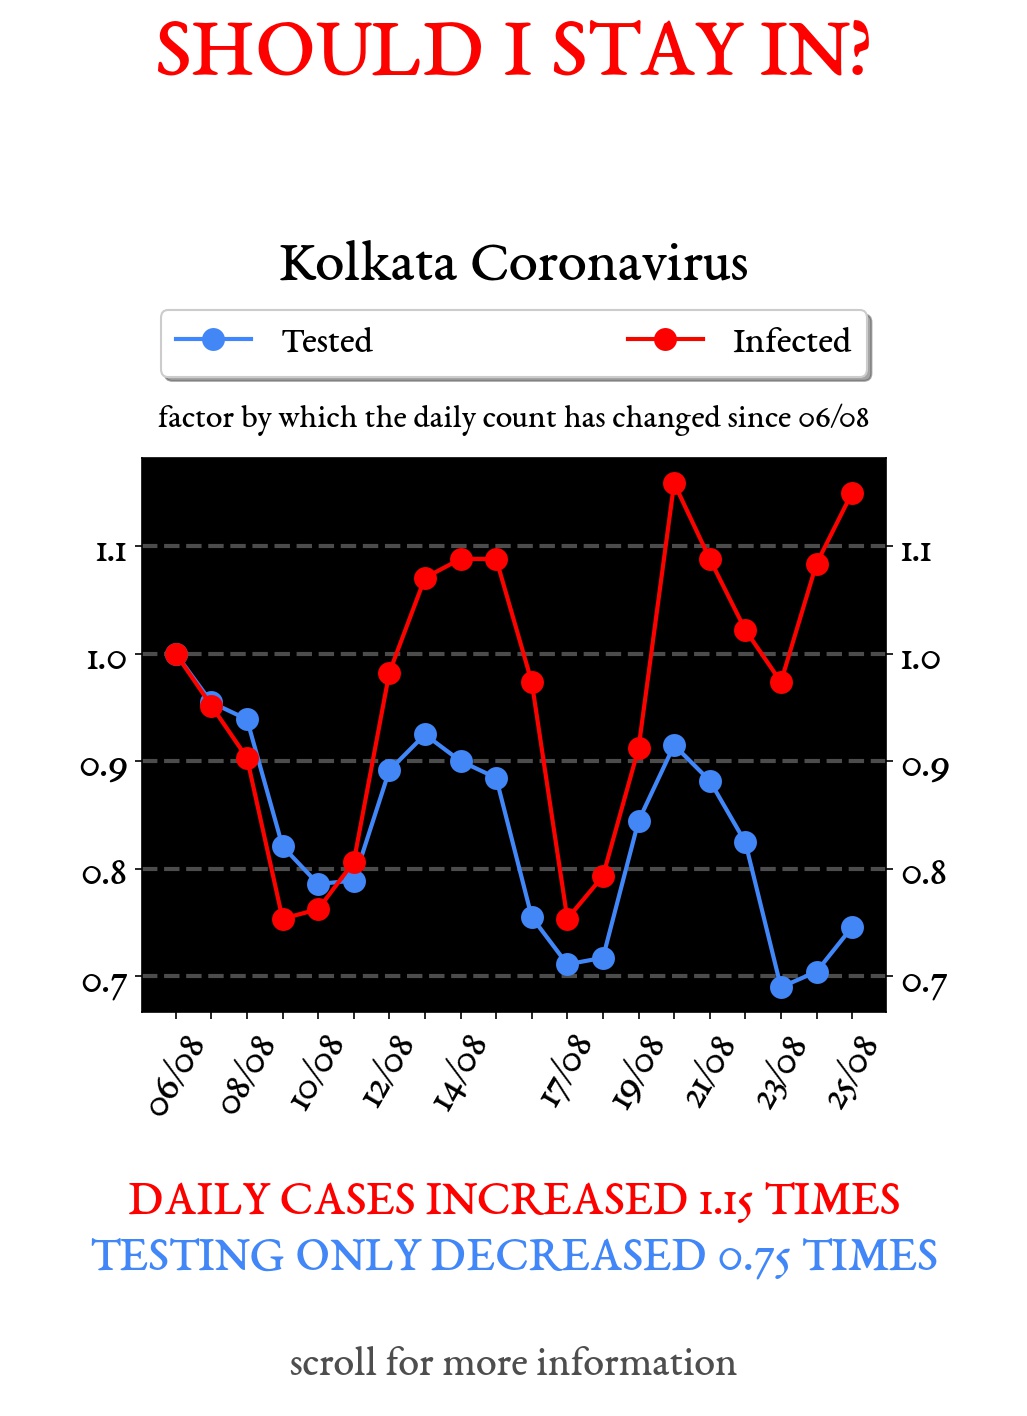 SHOULD I STAY IN?
Kolkata Coronavirus
Tested Infected
factor by which the daily count has changed since 06/08
1.1 1.1
1.0 1.0
0.9 0.9
0.8 0.8
0.7 0.7
06/08 08/08 10/08 12/08 14/08 17/08 19/08 21/08 23/08 25/08
DAILY CASES INCREASED 1.15 TIMES
TESTING ONLY DECREASED 0.75 TIMES
scroll for more information